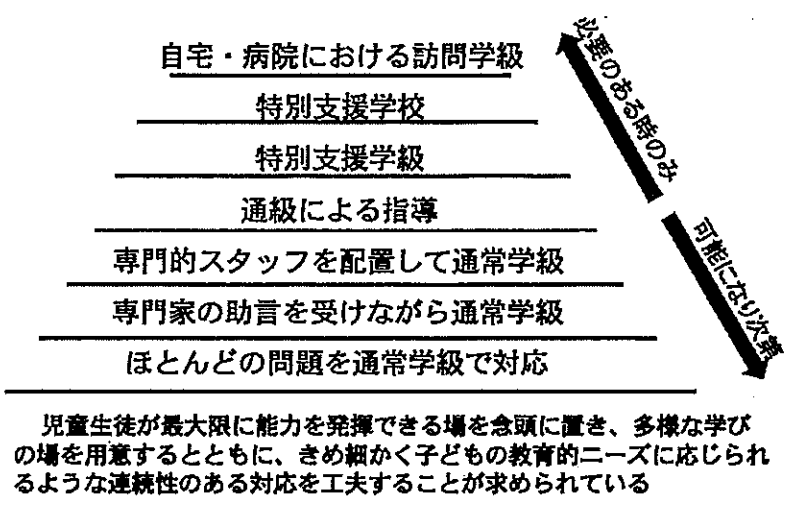 自宅・病院における訪問学級
特別支援学校
特別支援学級
通級による指導
専門的スタッフを配置して通常学級
専門家の助言を受けながら通常学級
ほとんどの問題を通常学級で対応
必要のある時のみ
可能になり次第
児童生徒が最大限に能力を発揮できる場を念頭に置き、多様な学び
の場を用意するとともに、きめ細かく子どもの教育的ニーズに応じられ
るような連続性のある対応を工夫することが求められている